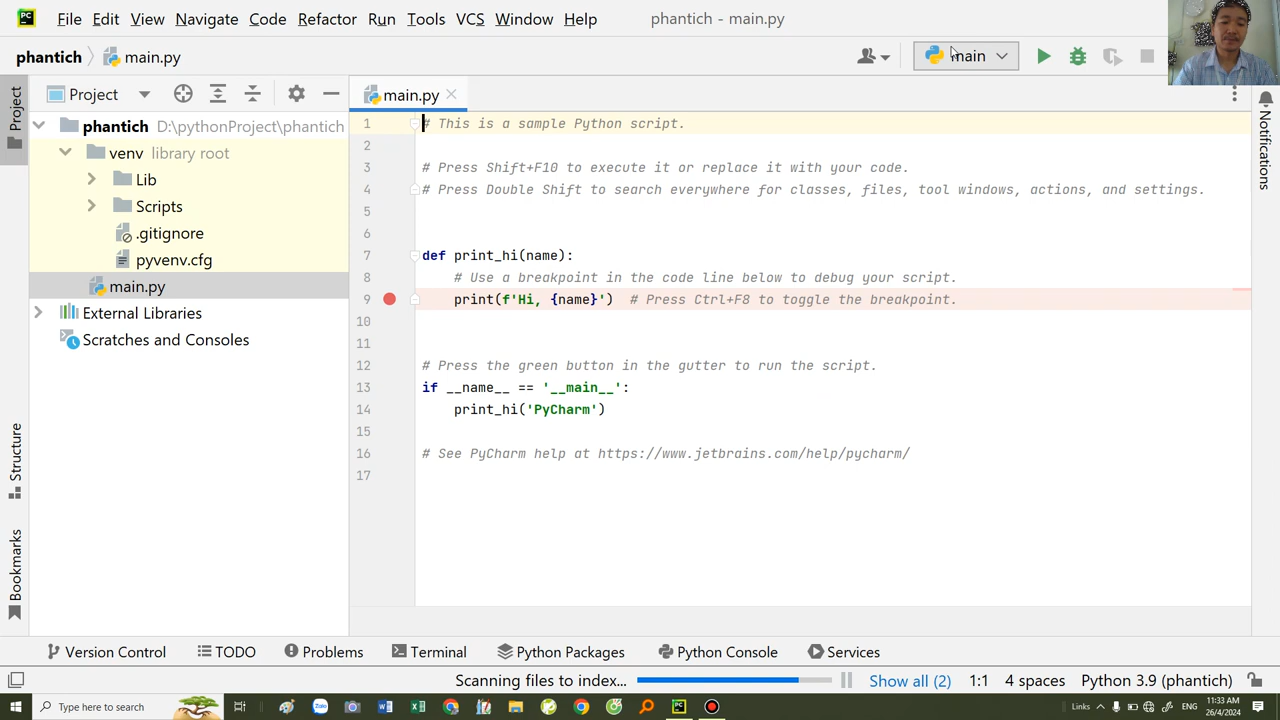 PC File Edit View Navigate Code Refactor Run Tools VCS Window Help phantich - main.py
phantich main.py main
Project main.py
Project
phantich D:\pythonProject\phantich
venv library root
Lib
Scripts
.gitignore
pyvenv.cfg
main.py
External Libraries
Scratches and Consoles
1 # This is a sample Python script.
2
3 # Press Shift+F10 to execute it or replace it with your code.
4 # Press Double Shift to search everywhere for classes, files, tool windows, actions, and settings.
5
6
7 def print_hi(name):
8 # Use a breakpoint in the code line below to debug your script.
9 print(f'Hi, {name}') # Press Ctrl+F8 to toggle the breakpoint.
10
11
12 # Press the green button in the gutter to run the script.
13 if __name__ == '__main__':
14 print_hi('PyCharm')
15
16 # See PyCharm help at https://www.jetbrains.com/help/pycharm/
17
Structure
Bookmarks
Notifications
Version Control TODO Problems Terminal Python Packages Python Console Services
Scanning files to index... Show all (2) 1:1 4 spaces Python 3.9 (phantich)
Type here to search Zalo Links ENG 11:33 AM
26/4/2024